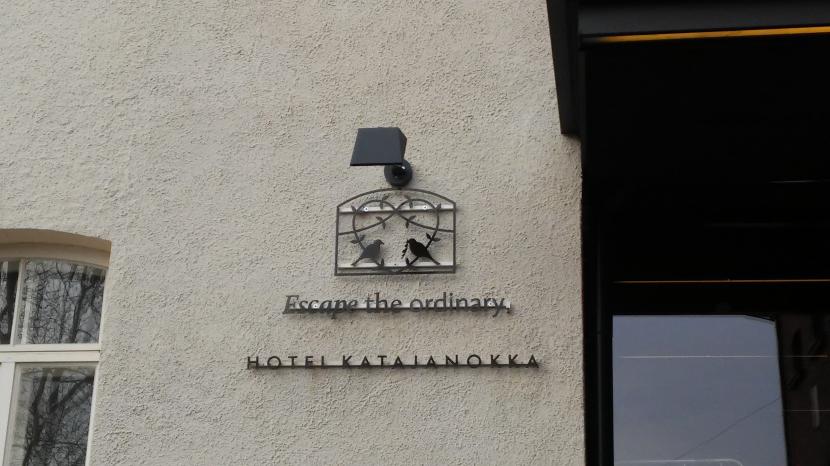 Escape the ordinary.
HOTEL KATAJANOKKA